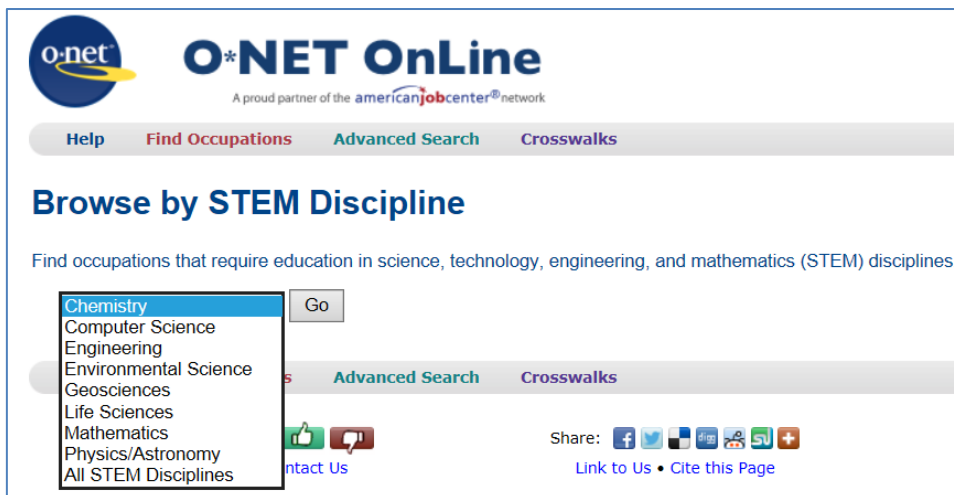 o·net
O*NET OnLine
A proud partner of the americanjobcenter® network
Help Find Occupations Advanced Search Crosswalks
Browse by STEM Discipline
Find occupations that require education in science, technology, engineering, and mathematics (STEM) disciplines
Chemistry Go
Computer Science
Engineering
Environmental Science
Geosciences
Life Sciences
Mathematics
Physics/Astronomy
All STEM Disciplines
s Advanced Search Crosswalks
Share:
ntact Us Link to Us • Cite this Page